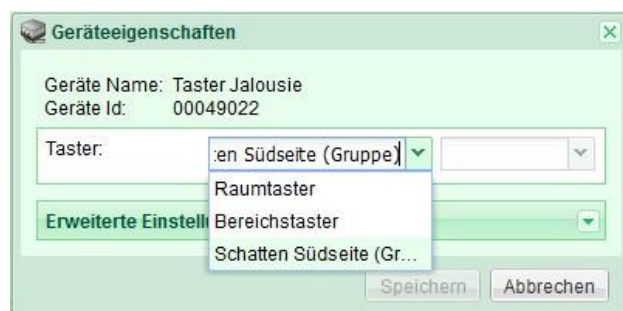 Geräteeigenschaften
Geräte Name: Taster Jalousie
Geräte Id: 00049022
Taster: en Südseite (Gruppe)
Raumtaster
Bereichstaster
Erweiterte Einstell
Schatten Südseite (Gr...
Speichern Abbrechen